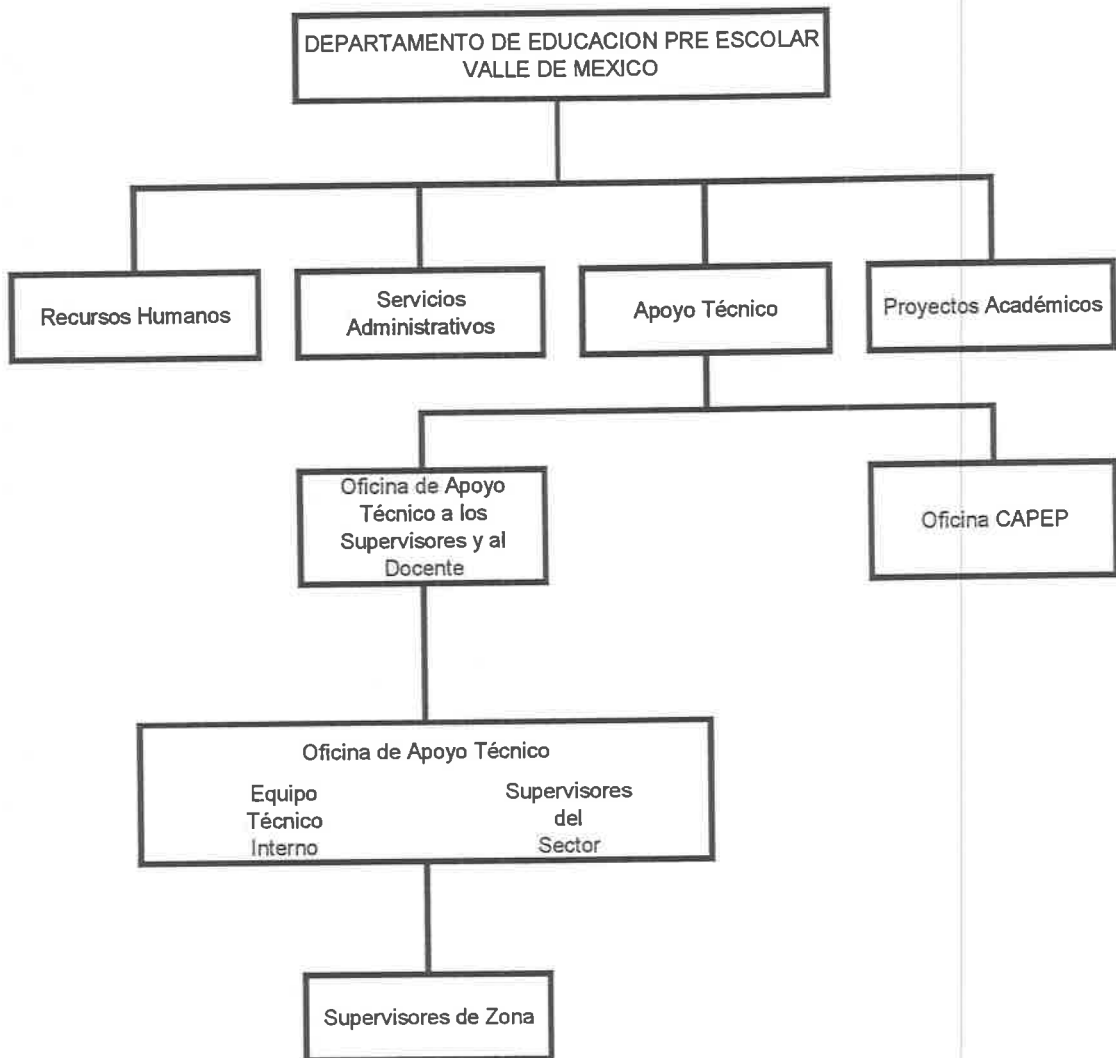 DEPARTAMENTO DE EDUCACION PRE ESCOLAR
VALLE DE MEXICO
Recursos Humanos
Servicios
Administrativos
Apoyo Técnico
Proyectos Académicos
Oficina de Apoyo
Técnico a los
Supervisores y al
Docente
Oficina CAPEP
Oficina de Apoyo Técnico
Equipo
Técnico
Interno
Supervisores
del
Sector
Supervisores de Zona